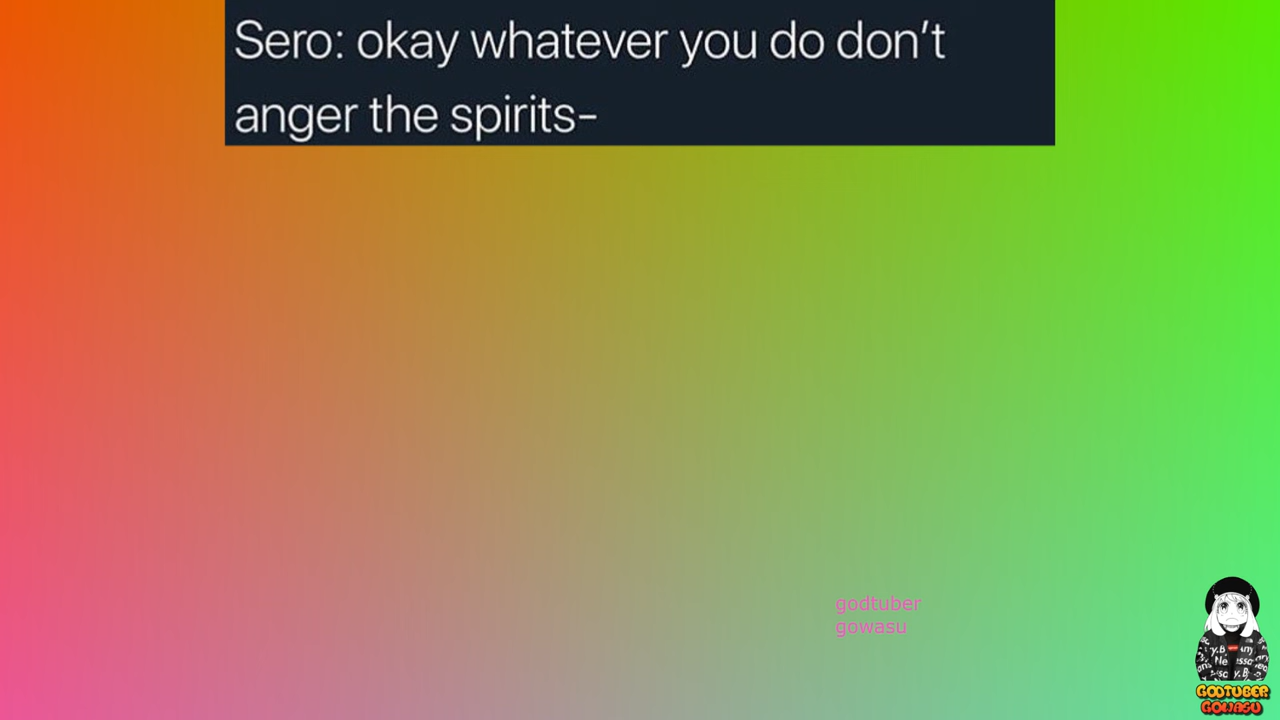 Sero: okay whatever you do don't
anger the spirits-
godtuber
gowasu
GODTUBER
GOWASU